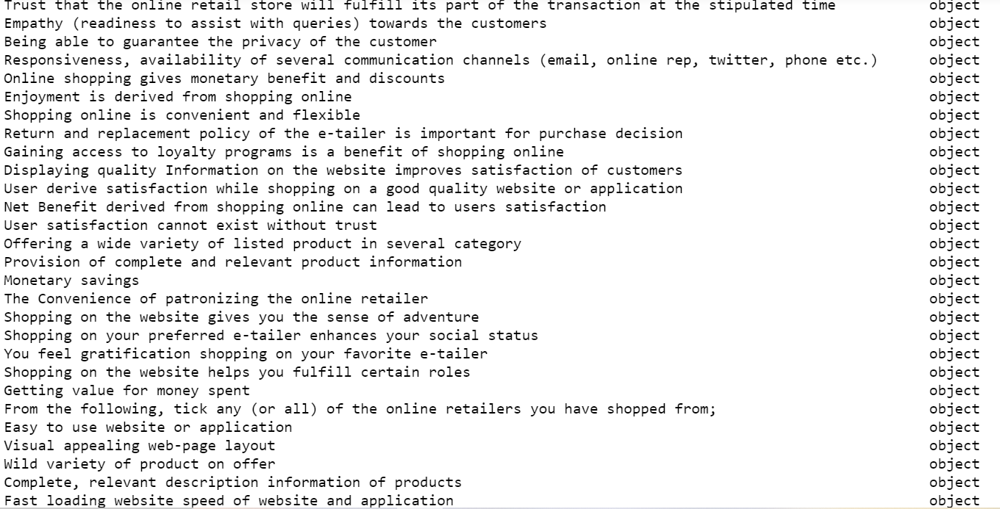 Trust that the online retail store will fulfill its part of the transaction at the stipulated time object
Empathy (readiness to assist with queries) towards the customers object
Being able to guarantee the privacy of the customer object
Responsiveness, availability of several communication channels (email, online rep, twitter, phone etc.) object
Online shopping gives monetary benefit and discounts object
Enjoyment is derived from shopping online object
Shopping online is convenient and flexible object
Return and replacement policy of the e-tailer is important for purchase decision object
Gaining access to loyalty programs is a benefit of shopping online object
Displaying quality Information on the website improves satisfaction of customers object
User derive satisfaction while shopping on a good quality website or application object
Net Benefit derived from shopping online can lead to users satisfaction object
User satisfaction cannot exist without trust object
Offering a wide variety of listed product in several category object
Provision of complete and relevant product information object
Monetary savings object
The Convenience of patronizing the online retailer object
Shopping on the website gives you the sense of adventure object
Shopping on your preferred e-tailer enhances your social status object
You feel gratification shopping on your favorite e-tailer object
Shopping on the website helps you fulfill certain roles object
Getting value for money spent object
From the following, tick any (or all) of the online retailers you have shopped from; object
Easy to use website or application object
Visual appealing web-page layout object
Wild variety of product on offer object
Complete, relevant description information of products object
Fast loading website speed of website and application object